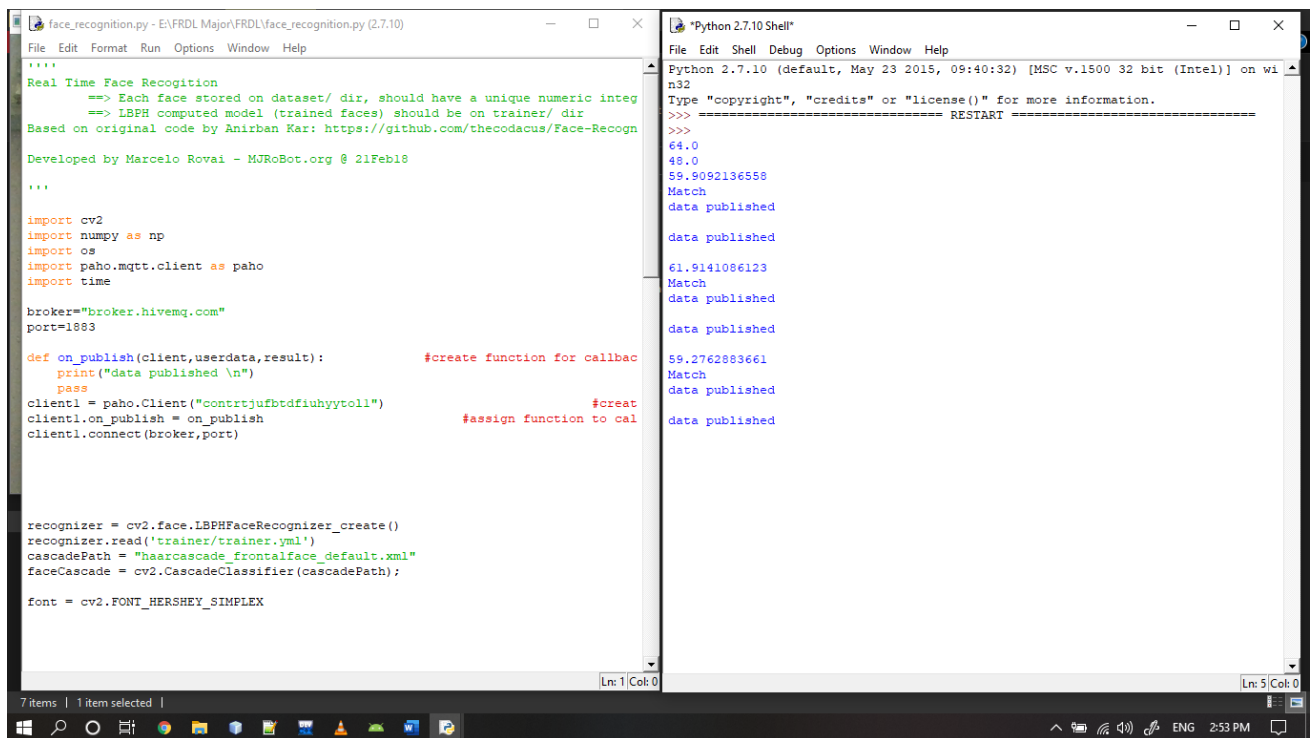 face_recognition.py - E:\FRDL Major\FRDL\face_recognition.py (2.7.10)
File Edit Format Run Options Window Help
''''
Real Time Face Recogition
        ==> Each face stored on dataset/ dir, should have a unique numeric integ
        ==> LBPH computed model (trained faces) should be on trainer/ dir
Based on original code by Anirban Kar: https://github.com/thecodacus/Face-Recogn
Developed by Marcelo Rovai - MJRoBot.org @ 21Feb18
'''
import cv2
import numpy as np
import os
import paho.mqtt.client as paho
import time
broker="broker.hivemq.com"
port=1883
def on_publish(client,userdata,result):             #create function for callbac
    print("data published \n")
    pass
client1 = paho.Client("contrtjufbtdfiuhyytol1")                           #creat
client1.on_publish = on_publish                          #assign function to cal
client1.connect(broker,port)
recognizer = cv2.face.LBPHFaceRecognizer_create()
recognizer.read('trainer/trainer.yml')
cascadePath = "haarcascade_frontalface_default.xml"
faceCascade = cv2.CascadeClassifier(cascadePath);
font = cv2.FONT_HERSHEY_SIMPLEX
Ln: 1 Col: 0
*Python 2.7.10 Shell*
File Edit Shell Debug Options Window Help
Python 2.7.10 (default, May 23 2015, 09:40:32) [MSC v.1500 32 bit (Intel)] on wi
n32
Type "copyright", "credits" or "license()" for more information.
>>> ================================ RESTART ================================
>>>
64.0
48.0
59.9092136558
Match
data published
data published
61.9141086123
Match
data published
data published
59.2762883661
Match
data published
data published
Ln: 5 Col: 0
7 items | 1 item selected |
ENG 2:53 PM